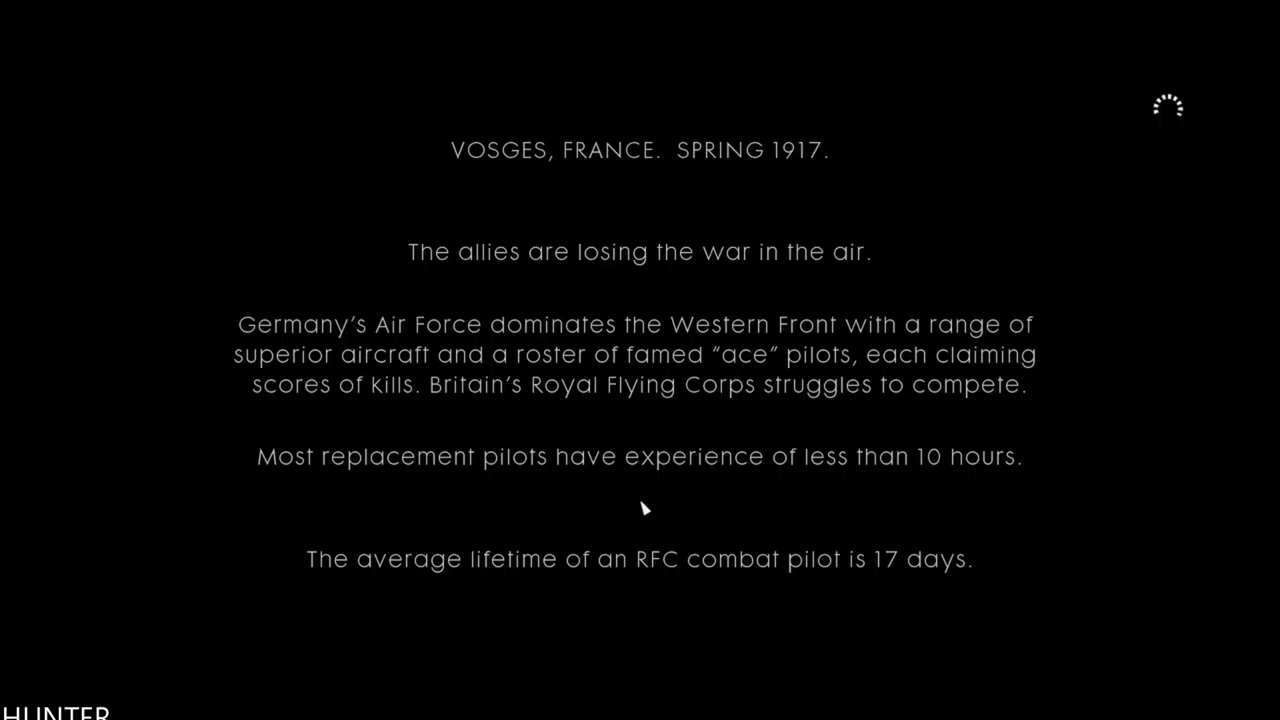 VOSGES, FRANCE. SPRING 1917.
The allies are losing the war in the air.
Germany's Air Force dominates the Western Front with a range of
superior aircraft and a roster of famed “ace” pilots, each claiming
scores of kills. Britain's Royal Flying Corps struggles to compete.
Most replacement pilots have experience of less than 10 hours.
The average lifetime of an RFC combat pilot is 17 days.
HUNTER